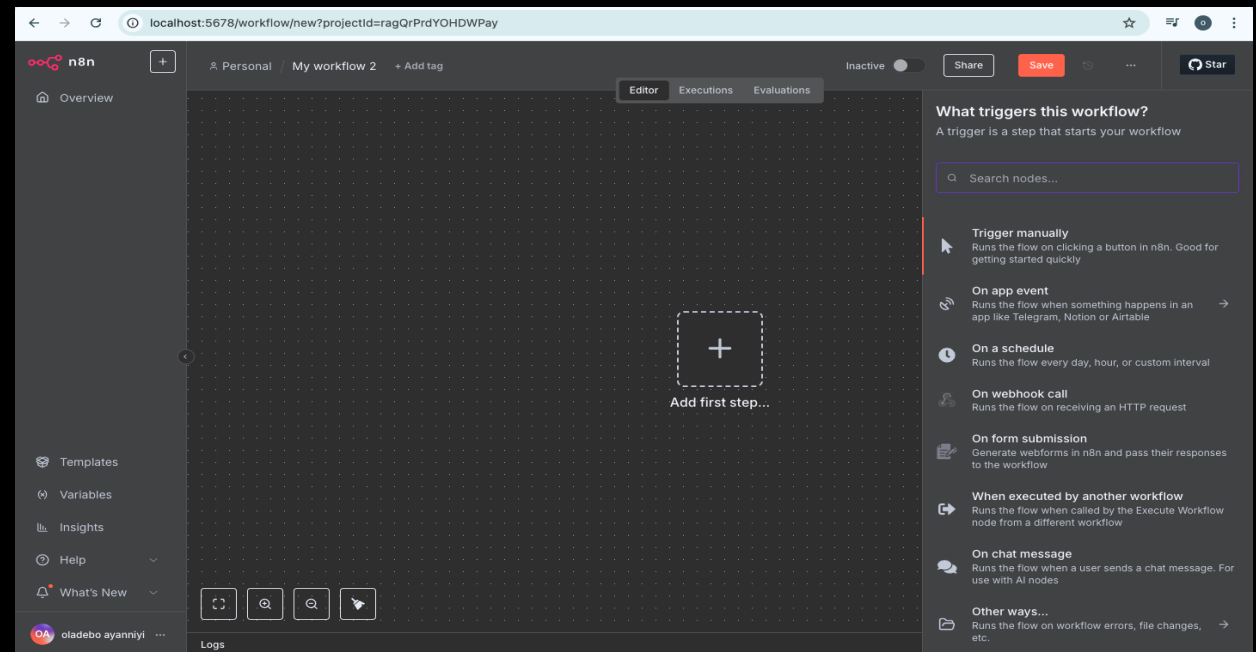 localhost:5678/workflow/new?projectId=ragQrPrdYOHDWPay
n8n
Personal / My workflow 2 + Add tag
Inactive
Share
Save
Star
Overview
Editor Executions Evaluations
What triggers this workflow?
A trigger is a step that starts your workflow
Search nodes...
Trigger manually
Runs the flow on clicking a button in n8n. Good for
getting started quickly
On app event
Runs the flow when something happens in an
app like Telegram, Notion or Airtable
On a schedule
Runs the flow every day, hour, or custom interval
On webhook call
Runs the flow on receiving an HTTP request
On form submission
Generate webforms in n8n and pass their responses
to the workflow
When executed by another workflow
Runs the flow when called by the Execute Workflow
node from a different workflow
On chat message
Runs the flow when a user sends a chat message. For
use with AI nodes
Other ways...
Runs the flow on workflow errors, file changes,
etc.
Add first step...
Templates
Variables
Insights
Help
What's New
OA oladebo ayanniyi
Logs